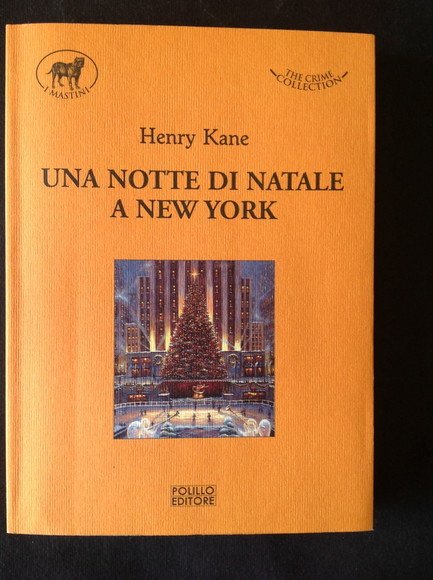 I MASTINI
THE CRIME
COLLECTION
Henry Kane
UNA NOTTE DI NATALE
A NEW YORK
POLILLO
EDITORE